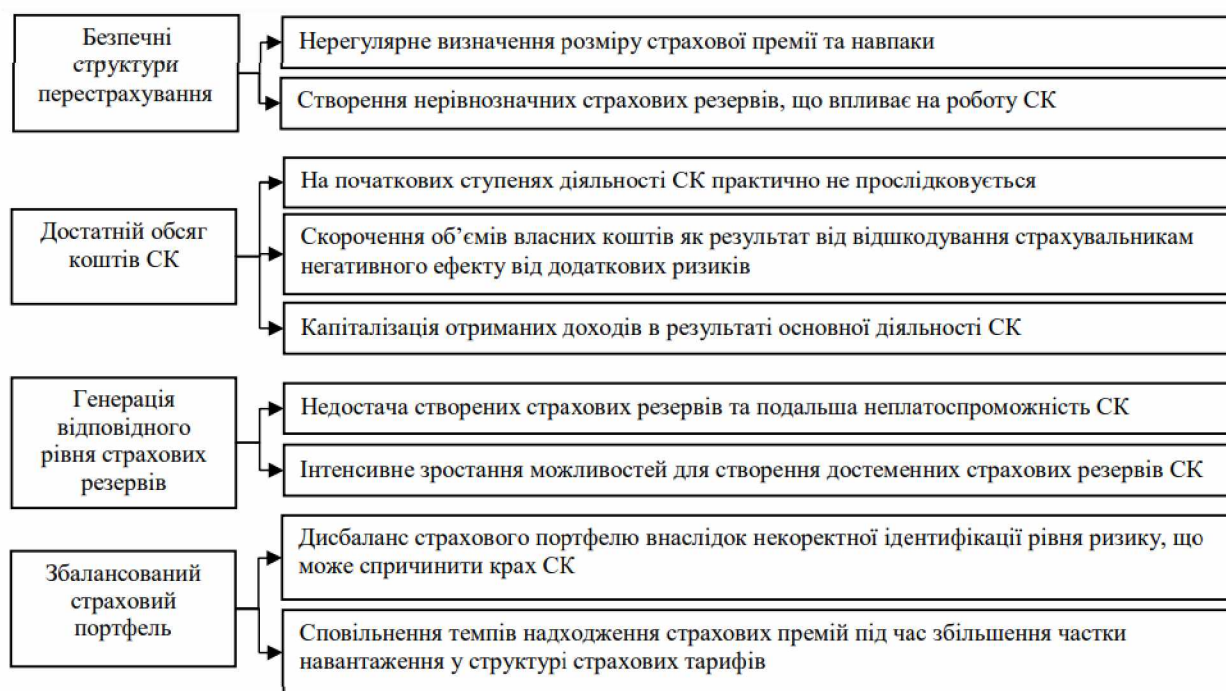 Безпечні
структури
перестрахування
Нерегулярне визначення розміру страхової премії та навпаки
Створення нерівнозначних страхових резервів, що впливає на роботу СК
Достатній обсяг
коштів СК
На початкових ступенях діяльності СК практично не прослідковується
Скорочення об’ємів власних коштів як результат від відшкодування страхувальникам
негативного ефекту від додаткових ризиків
Капіталізація отриманих доходів в результаті основної діяльності СК
Генерація
відповідного
рівня страхових
резервів
Недостача створених страхових резервів та подальша неплатоспроможність СК
Інтенсивне зростання можливостей для створення достеменних страхових резервів СК
Збалансований
страховий
портфель
Дисбаланс страхового портфелю внаслідок некоректної ідентифікації рівня ризику, що
може спричинити крах СК
Сповільнення темпів надходження страхових премій під час збільшення частки
навантаження у структурі страхових тарифів